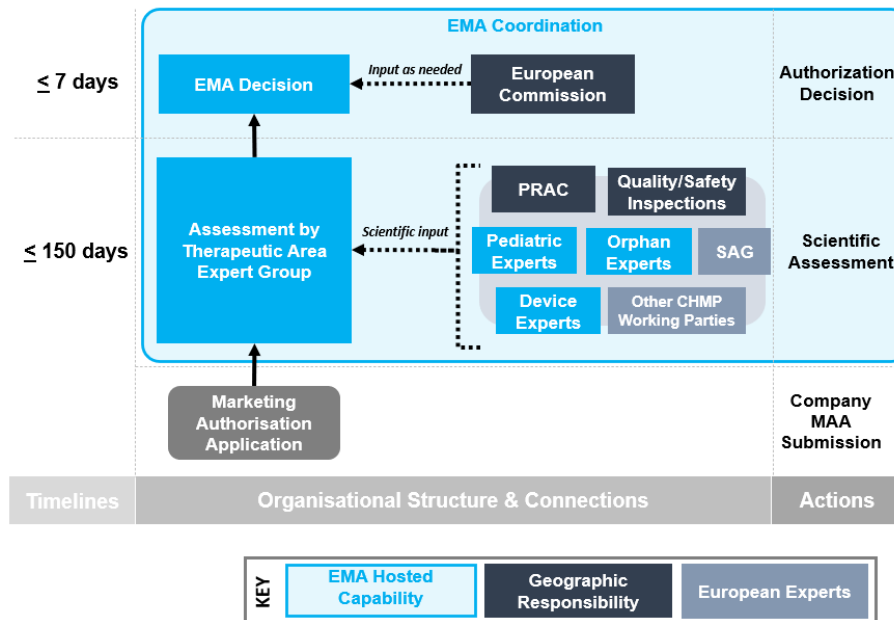 EMA Coordination
≤ 7 days
EMA Decision
Input as needed
European
Commission
Authorization
Decision
≤ 150 days
Assessment by
Therapeutic Area
Expert Group
Scientific input
PRAC
Quality/Safety
Inspections
Pediatric
Experts
Orphan
Experts
SAG
Device
Experts
Other CHMP
Working Parties
Scientific
Assessment
Marketing
Authorisation
Application
Company
MAA
Submission
Timelines
Organisational Structure & Connections
Actions
KEY
EMA Hosted
Capability
Geographic
Responsibility
European Experts